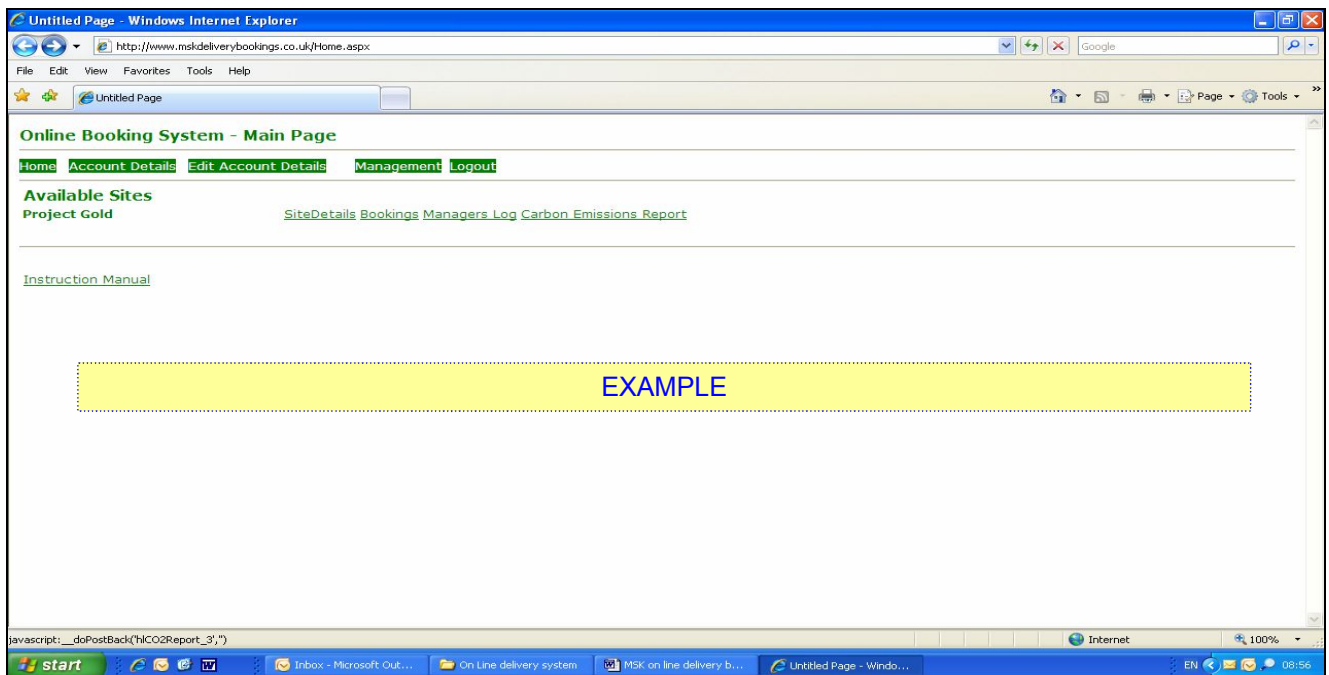 Untitled Page - Windows Internet Explorer
http://www.mskdeliverybookings.co.uk/Home.aspx
Google
File Edit View Favorites Tools Help
Untitled Page
Page
Tools
Online Booking System - Main Page
Home Account Details Edit Account Details Management Logout
Available Sites
Project Gold SiteDetails Bookings Managers Log Carbon Emissions Report
Instruction Manual
EXAMPLE
javascript:__doPostBack('hlCO2Report_3','')
Internet
100%
start
Inbox - Microsoft Out...
On Line delivery system
MSK on line delivery b...
Untitled Page - Windo...
EN
08:56